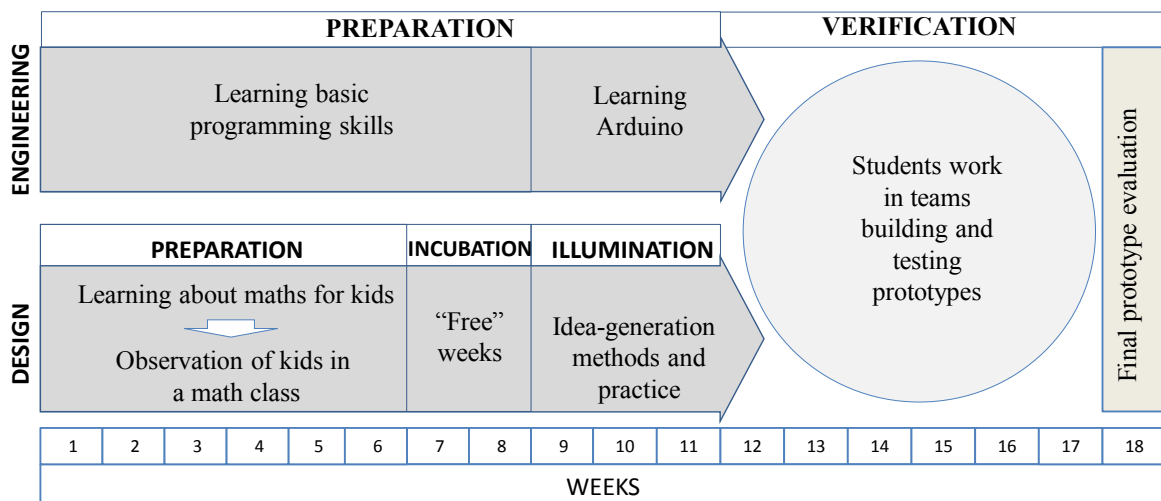 PREPARATION
VERIFICATION
ENGINEERING
Learning basic
programming skills
Learning
Arduino
Students work
in teams
building and
testing
prototypes
Final prototype evaluation
DESIGN
PREPARATION
INCUBATION
ILLUMINATION
Learning about maths for kids
Observation of kids in
a math class
“Free”
weeks
Idea-generation
methods and
practice
1 2 3 4 5 6 7 8 9 10 11 12 13 14 15 16 17 18
WEEKS